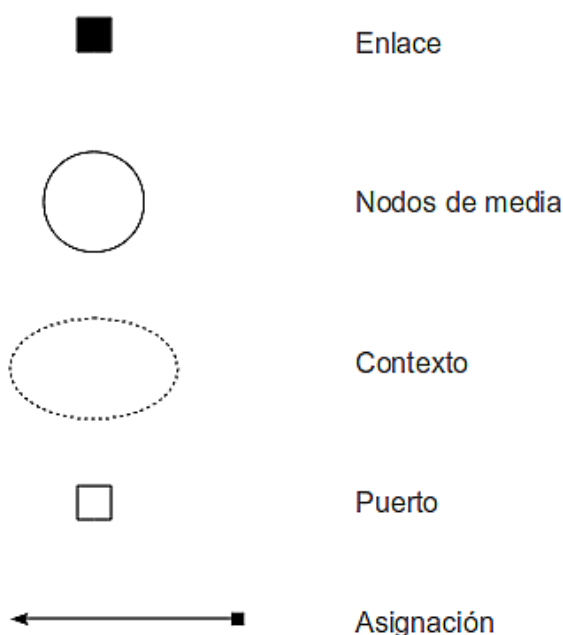 Enlace
Nodos de media
Contexto
Puerto
Asignación